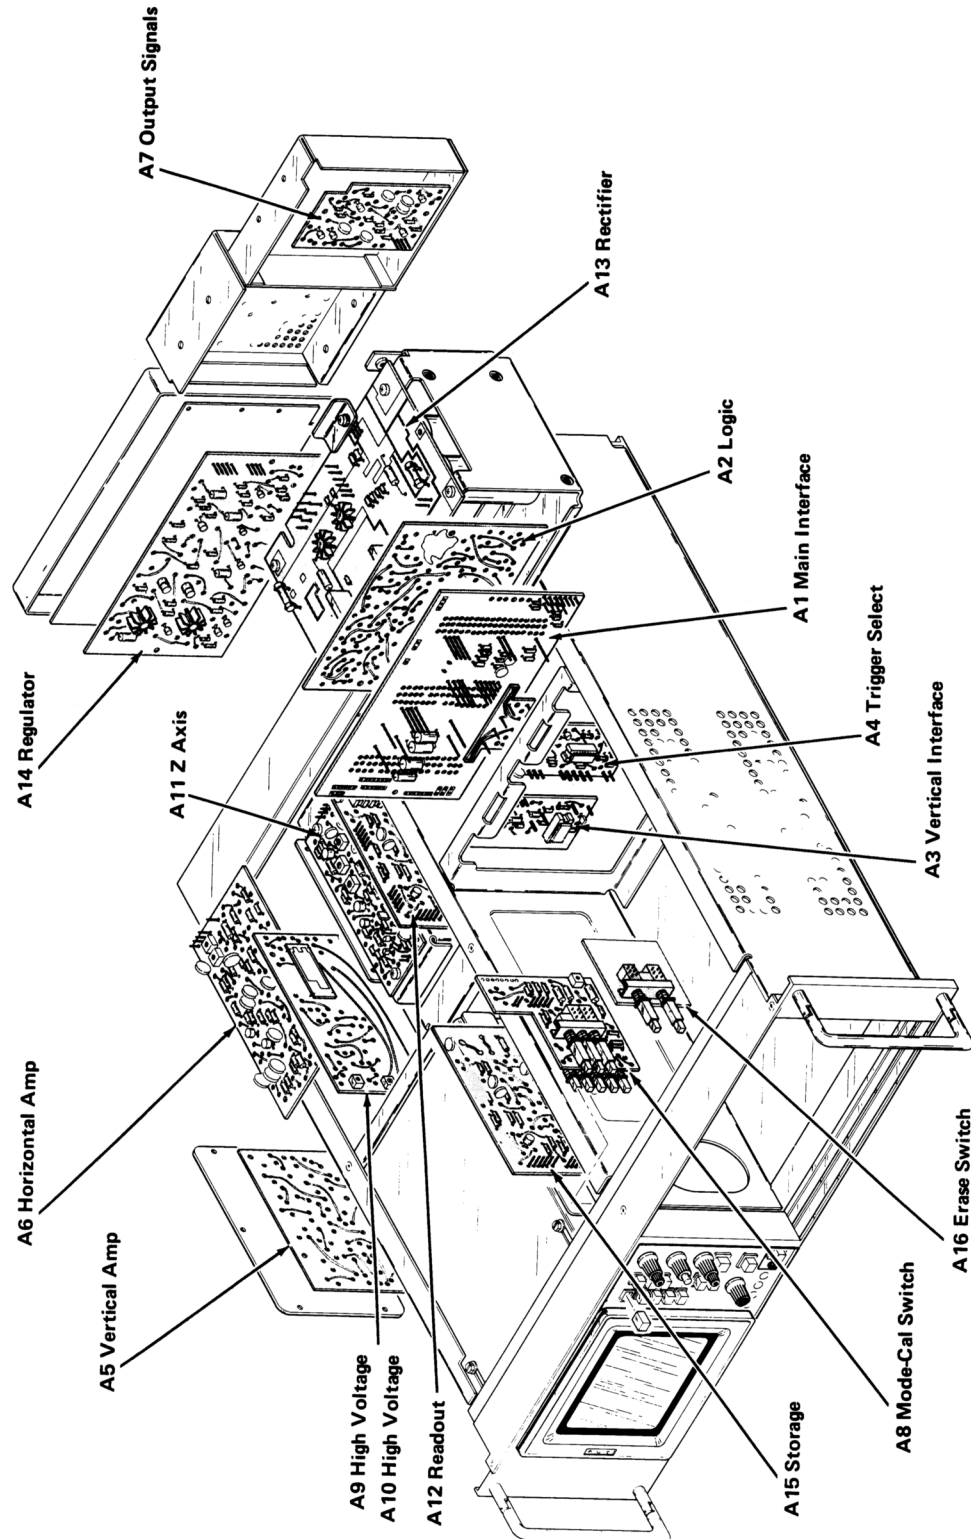 A5 Vertical Amp
A6 Horizontal Amp
A14 Regulator
A7 Output Signals
A11 Z Axis
A13 Rectifier
A2 Logic
A1 Main Interface
A4 Trigger Select
A3 Vertical Interface
A9 High Voltage
A10 High Voltage
A12 Readout
A15 Storage
A8 Mode-Cal Switch
A16 Erase Switch